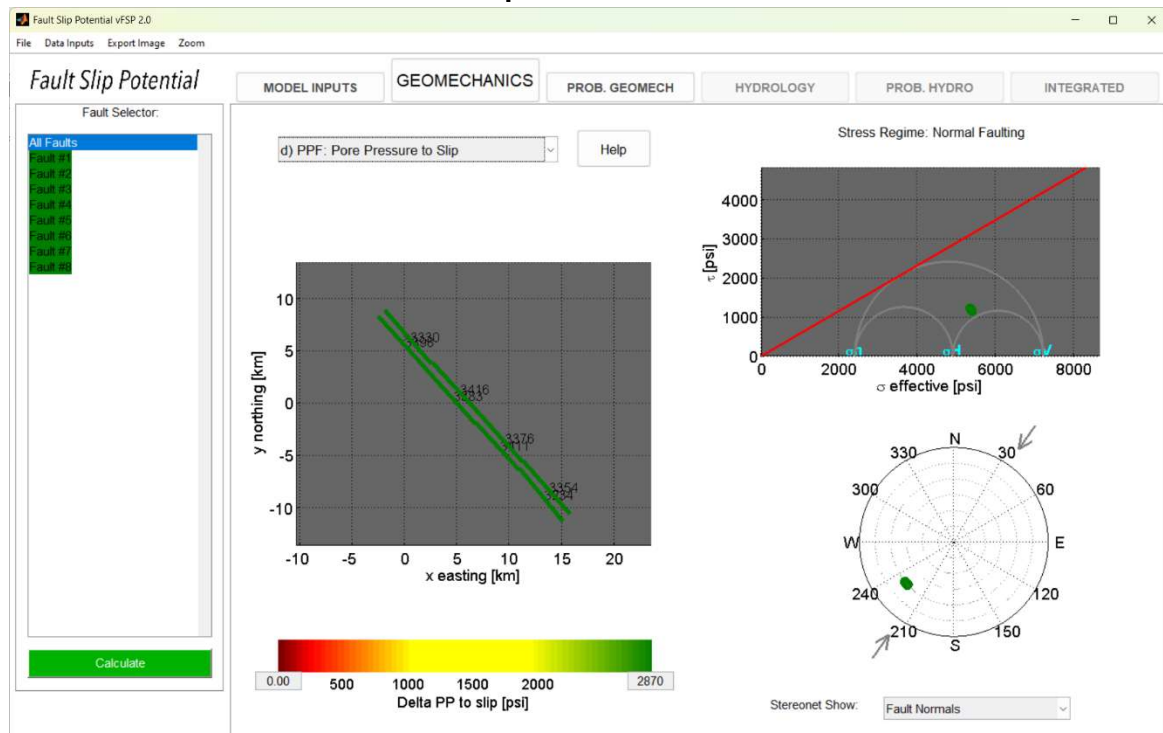 Fault Slip Potential vFSP 2.0
File Data Inputs Export Image Zoom
Fault Slip Potential
MODEL INPUTS GEOMECHANICS PROB. GEOMECH HYDROLOGY PROB. HYDRO INTEGRATED
Fault Selector:
All Faults
Fault #1
Fault #2
Fault #3
Fault #4
Fault #5
Fault #6
Fault #7
Fault #8
Calculate
d) PPF: Pore Pressure to Slip
Help
10
5
0
-5
-10
y northing [km]
3330
3416
3376
3354
-10 -5 0 5 10 15 20
x easting [km]
0.00 500 1000 1500 2000 2870
Delta PP to slip [psi]
Stress Regime: Normal Faulting
4000
3000
2000
1000
0
τ [psi]
σV
0 2000 4000 6000 8000
σ effective [psi]
N
330 30
300 60
W E
240 120
210 150
S
Stereonet Show: Fault Normals